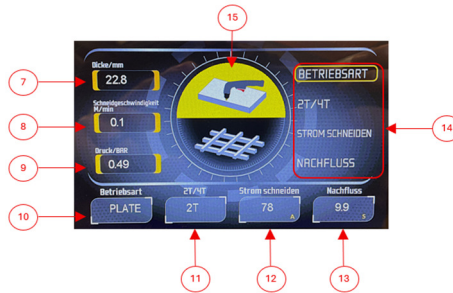 15
Dicke/mm
7
22.8
BETRIEBSART
Schneidgeschwindigkeit
M/min
8
0.1
2T/4T
14
STROM SCHNEIDEN
Druck/BAR
9
0.49
NACHFLUSS
Betriebsart
2T/4T
Strom schneiden
Nachfluss
10
PLATE
2T
78
A
9.9
S
11
12
13